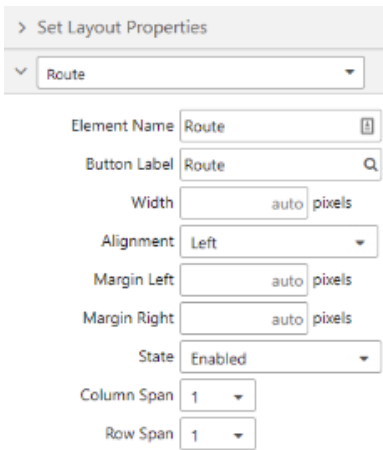 Set Layout Properties
Route
Element Name Route
Button Label Route
Width auto pixels
Alignment Left
Margin Left auto pixels
Margin Right auto pixels
State Enabled
Column Span 1
Row Span 1